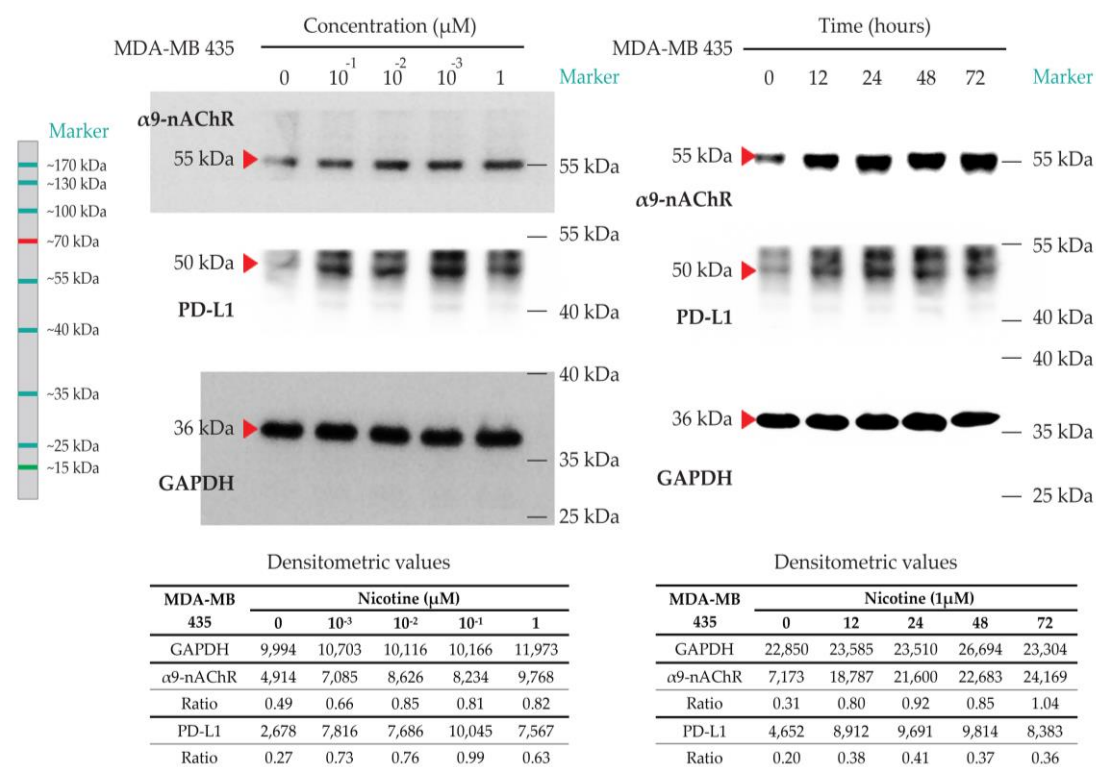 Concentration (µM)
MDA-MB 435
0 10-1 10-2 10-3 1 Marker
α9-nAChR
55 kDa
55 kDa
55 kDa
50 kDa
PD-L1
40 kDa
40 kDa
36 kDa
35 kDa
GAPDH
25 kDa
Marker
~170 kDa
~130 kDa
~100 kDa
~70 kDa
~55 kDa
~40 kDa
~35 kDa
~25 kDa
~15 kDa
Time (hours)
MDA-MB 435
0 12 24 48 72 Marker
55 kDa
55 kDa
α9-nAChR
55 kDa
50 kDa
PD-L1
40 kDa
40 kDa
36 kDa
35 kDa
GAPDH
25 kDa
Densitometric values
MDA-MB 435 Nicotine (µM)
0 10-3 10-2 10-1 1
GAPDH 9,994 10,703 10,116 10,166 11,973
α9-nAChR 4,914 7,085 8,626 8,234 9,768
Ratio 0.49 0.66 0.85 0.81 0.82
PD-L1 2,678 7,816 7,686 10,045 7,567
Ratio 0.27 0.73 0.76 0.99 0.63
Densitometric values
MDA-MB 435 Nicotine (1µM)
0 12 24 48 72
GAPDH 22,850 23,585 23,510 26,694 23,304
α9-nAChR 7,173 18,787 21,600 22,683 24,169
Ratio 0.31 0.80 0.92 0.85 1.04
PD-L1 4,652 8,912 9,691 9,814 8,383
Ratio 0.20 0.38 0.41 0.37 0.36